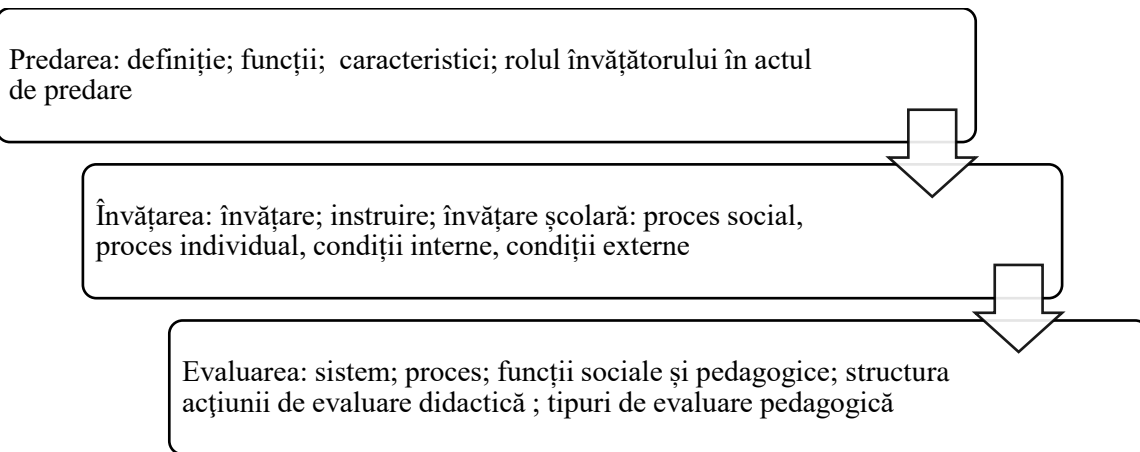 Predarea: definiție; funcții;  caracteristici; rolul învățătorului în actul
de predare
Învățarea: învățare; instruire; învățare școlară: proces social,
proces individual, condiții interne, condiții externe
Evaluarea: sistem; proces; funcții sociale și pedagogice; structura
acţiunii de evaluare didactică ; tipuri de evaluare pedagogică